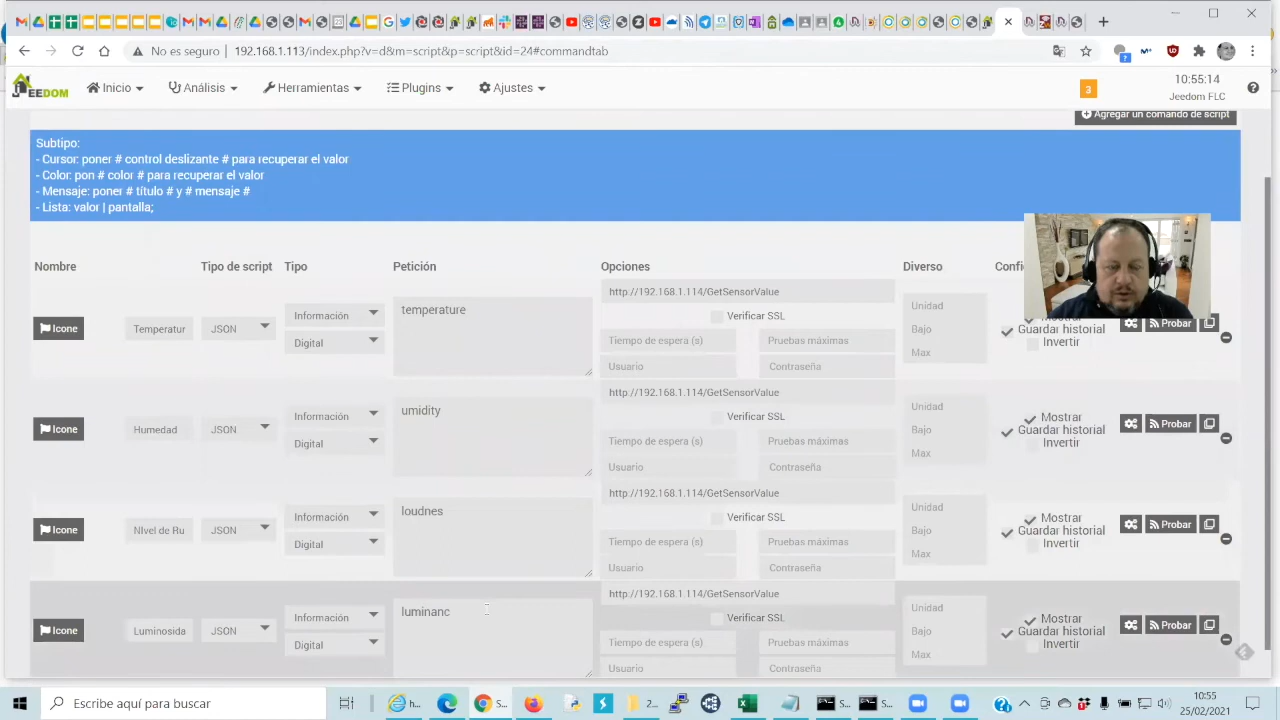 No es seguro | 192.168.1.113/index.php?v=d&m=script&p=script&id=24#commandtab
JEEDOM
Inicio
Análisis
Herramientas
Plugins
Ajustes
3
10:55:14
Jeedom FLC
Agregar un comando de script
Subtipo:
- Cursor: poner # control deslizante # para recuperar el valor
- Color: pon # color # para recuperar el valor
- Mensaje: poner # título # y # mensaje #
- Lista: valor | pantalla;
Nombre Tipo de script Tipo Petición Opciones Diverso Confi
Icone Temperatur JSON Información Digital temperature
http://192.168.1.114/GetSensorValue
Verificar SSL
Tiempo de espera (s) Pruebas máximas
Usuario Contraseña
Unidad
Bajo
Max
Mostrar
Guardar historial
Invertir
Probar
Icone Humedad JSON Información Digital umidity
http://192.168.1.114/GetSensorValue
Verificar SSL
Tiempo de espera (s) Pruebas máximas
Usuario Contraseña
Unidad
Bajo
Max
Mostrar
Guardar historial
Invertir
Probar
Icone NIvel de Ru JSON Información Digital loudnes
http://192.168.1.114/GetSensorValue
Verificar SSL
Tiempo de espera (s) Pruebas máximas
Usuario Contraseña
Unidad
Bajo
Max
Mostrar
Guardar historial
Invertir
Probar
Icone Luminosida JSON Información Digital luminanc
http://192.168.1.114/GetSensorValue
Verificar SSL
Tiempo de espera (s) Pruebas máximas
Usuario Contraseña
Unidad
Bajo
Max
Mostrar
Guardar historial
Invertir
Probar
Escribe aquí para buscar
h...
S...
2...
S...
S...
10:55
25/02/2021